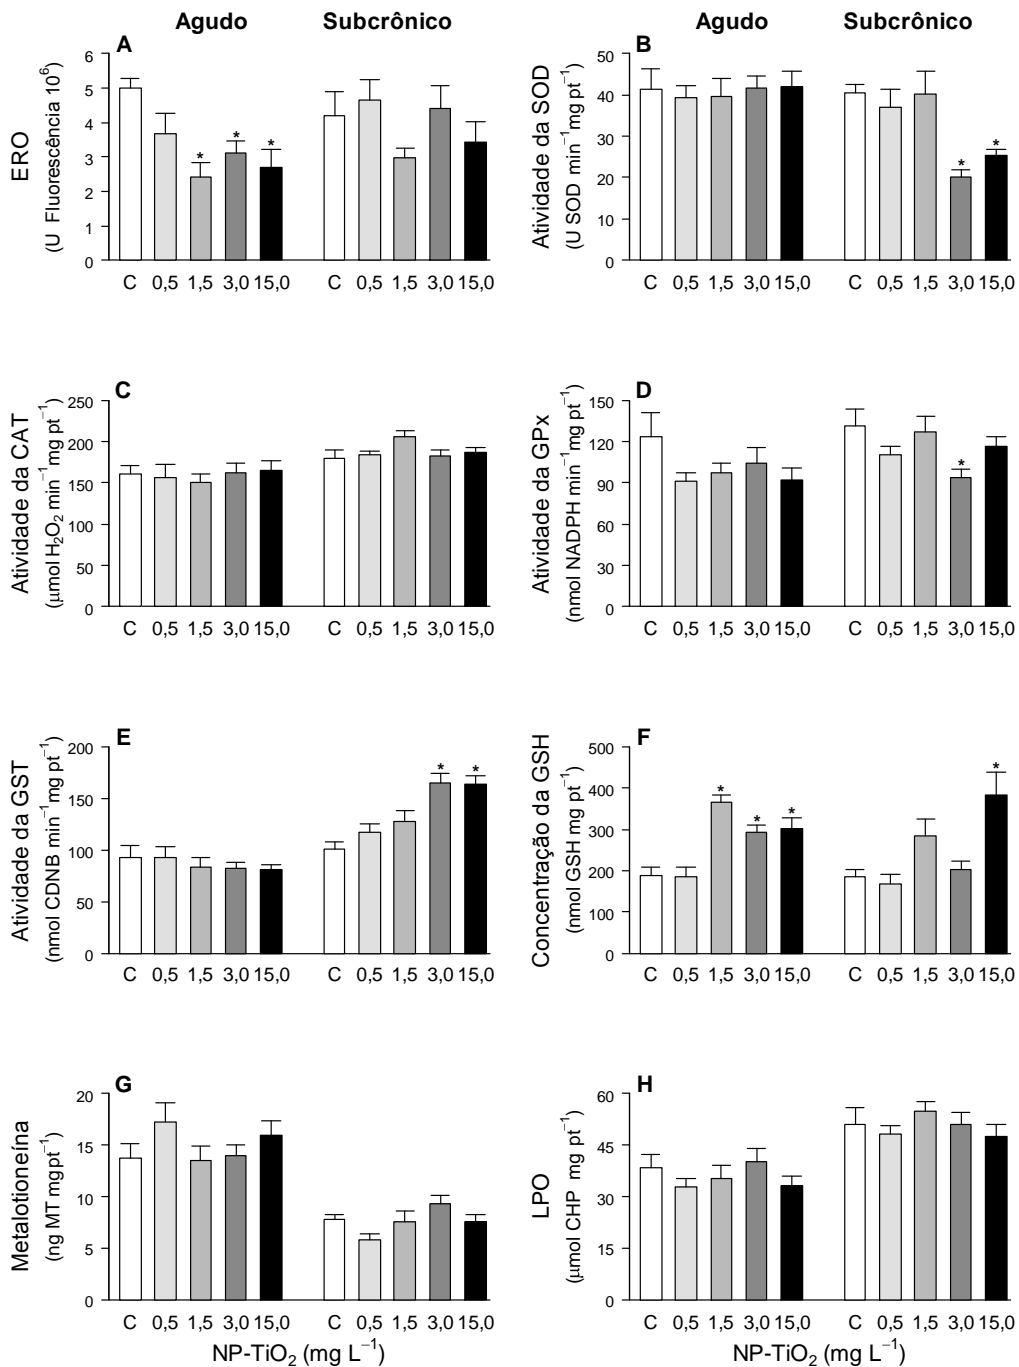 Agudo Subcrônico
A
6
5
4
3
2
1
0
ERO
(U Fluorescência 10⁶)
* * *
C 0,5 1,5 3,0 15,0 C 0,5 1,5 3,0 15,0
Agudo Subcrônico
B
50
40
30
20
10
0
Atividade da SOD
(U SOD min⁻¹mg pt⁻¹)
* *
C 0,5 1,5 3,0 15,0 C 0,5 1,5 3,0 15,0
C
250
200
150
100
50
0
Atividade da CAT
(µmol H₂O₂ min⁻¹mg pt⁻¹)
C 0,5 1,5 3,0 15,0 C 0,5 1,5 3,0 15,0
D
150
120
90
60
30
0
Atividade da GPx
(nmol NADPH min⁻¹mg pt⁻¹)
*
C 0,5 1,5 3,0 15,0 C 0,5 1,5 3,0 15,0
E
200
150
100
50
0
Atividade da GST
(nmol CDNB min⁻¹mg pt⁻¹)
* *
C 0,5 1,5 3,0 15,0 C 0,5 1,5 3,0 15,0
F
500
400
300
200
100
0
Concentração da GSH
(nmol GSH mg pt⁻¹)
* * * *
C 0,5 1,5 3,0 15,0 C 0,5 1,5 3,0 15,0
G
20
15
10
5
0
Metalotioneína
(ng MT mgpt⁻¹)
C 0,5 1,5 3,0 15,0 C 0,5 1,5 3,0 15,0
NP-TiO₂ (mg L⁻¹)
H
60
45
30
15
0
LPO
(µmol CHP mg pt⁻¹)
C 0,5 1,5 3,0 15,0 C 0,5 1,5 3,0 15,0
NP-TiO₂ (mg L⁻¹)